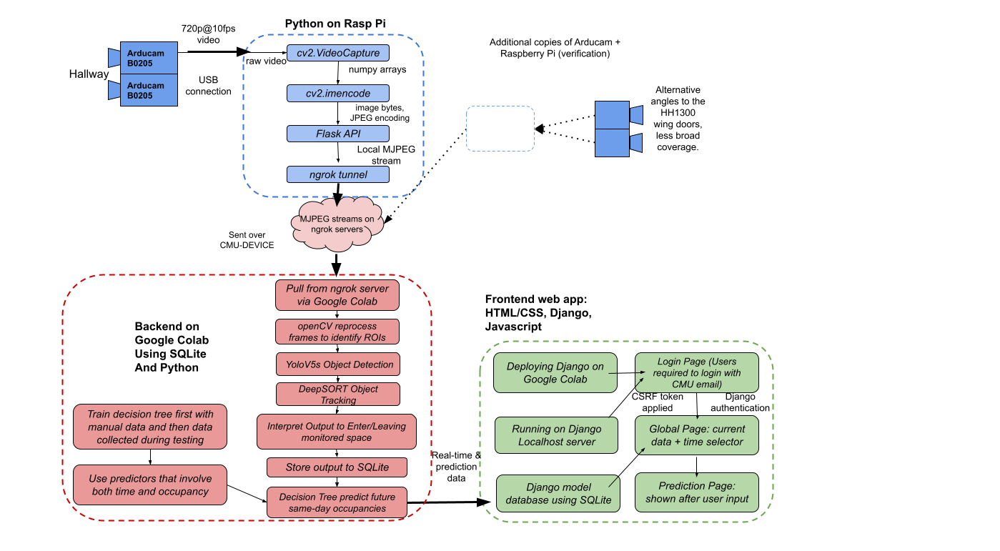 Python on Rasp Pi
720p@10fps
video
Arducam
B0205
Arducam
B0205
Hallway
USB
connection
raw video
cv2.VideoCapture
numpy arrays
cv2.imencode
image bytes,
JPEG encoding
Flask API
Local MJPEG
stream
ngrok tunnel
Additional copies of Arducam +
Raspberry Pi (verification)
Alternative
angles to the
HH1300
wing doors,
less broad
coverage.
MJPEG streams on
ngrok servers
Sent over
CMU-DEVICE
Backend on
Google Colab
Using SQLite
And Python
Pull from ngrok server
via Google Colab
openCV reprocess
frames to identify ROIs
YoloV5s Object Detection
DeepSORT Object
Tracking
Interpret Output to Enter/Leaving
monitored space
Store output to SQLite
Decision Tree predict future
same-day occupancies
Train decision tree first with
manual data and then data
collected during testing
Use predictors that involve
both time and occupancy
Real-time &
prediction
data
Frontend web app:
HTML/CSS, Django,
Javascript
Deploying Django on
Google Colab
Login Page (Users
required to login with
CMU email)
CSRF token
applied
Django
authentication
Running on Django
Localhost server
Global Page: current
data + time selector
Django model
database using SQLite
Prediction Page:
shown after user input